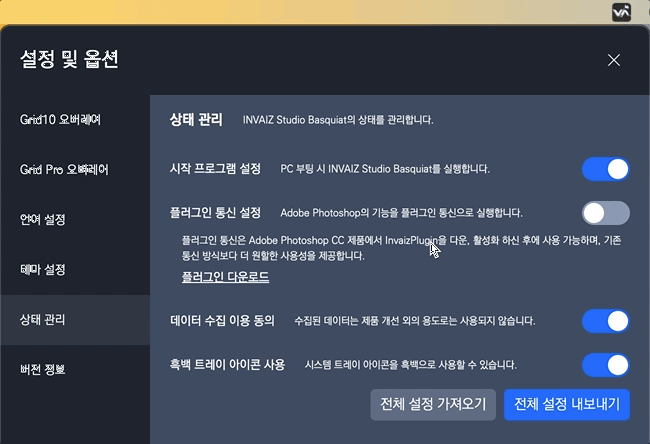 설정 및 옵션
Grid10 오버레이
Grid Pro 오버레이
언어 설정
테마 설정
상태 관리
버전 정보
상태 관리 INVAIZ Studio Basquiat의 상태를 관리합니다.
시작 프로그램 설정 PC 부팅 시 INVAIZ Studio Basquiat를 실행합니다.
플러그인 통신 설정 Adobe Photoshop의 기능을 플러그인 통신으로 실행합니다.
플러그인 통신은 Adobe Photoshop CC 제품에서 InvaizPlugin을 다운, 활성화 하신 후에 사용 가능하며, 기존
통신 방식보다 더 원할한 사용성을 제공합니다.
플러그인 다운로드
데이터 수집 이용 동의 수집된 데이터는 제품 개선 외의 용도로는 사용되지 않습니다.
흑백 트레이 아이콘 사용 시스템 트레이 아이콘을 흑백으로 사용할 수 있습니다.
전체 설정 가져오기 전체 설정 내보내기